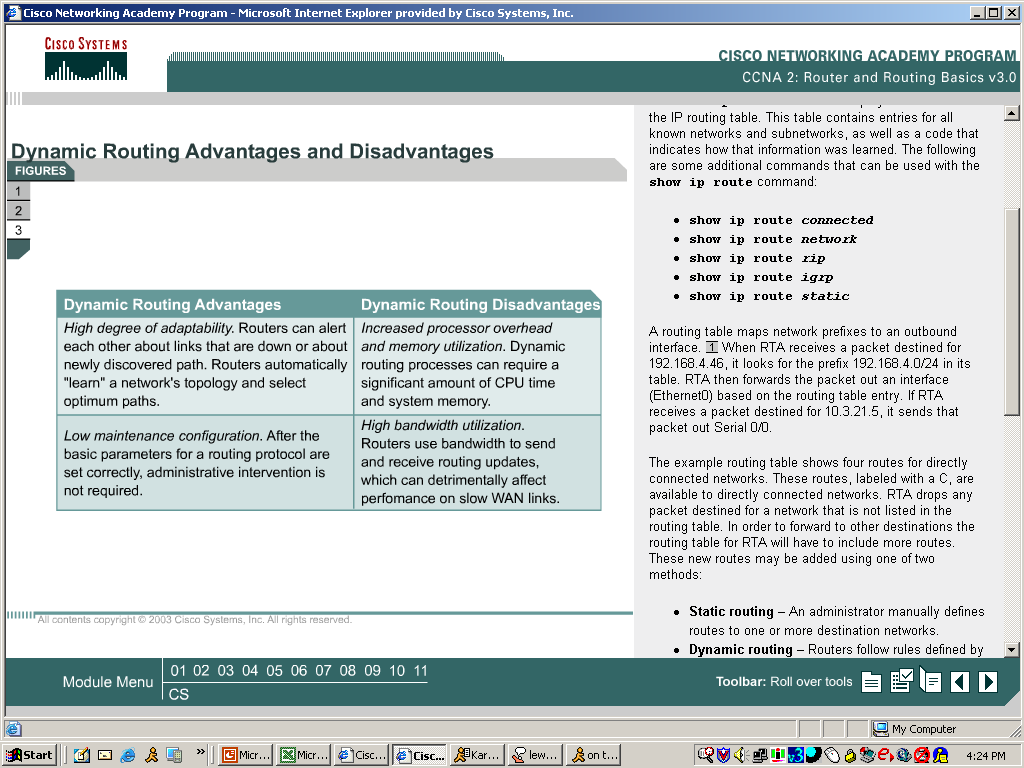 Cisco Networking Academy Program - Microsoft Internet Explorer provided by Cisco Systems, Inc.
CISCO SYSTEMS
CISCO NETWORKING ACADEMY PROGRAM
CCNA 2: Router and Routing Basics v3.0
Dynamic Routing Advantages and Disadvantages
FIGURES
1
2
3
Dynamic Routing Advantages
High degree of adaptability. Routers can alert
each other about links that are down or about
newly discovered path. Routers automatically
"learn" a network's topology and select
optimum paths.
Low maintenance configuration. After the
basic parameters for a routing protocol are
set correctly, administrative intervention is
not required.
Dynamic Routing Disadvantages
Increased processor overhead
and memory utilization. Dynamic
routing processes can require a
significant amount of CPU time
and system memory.
High bandwidth utilization.
Routers use bandwidth to send
and receive routing updates,
which can detrimentally affect
perfomance on slow WAN links.
All contents copyright © 2003 Cisco Systems, Inc. All rights reserved.
the IP routing table. This table contains entries for all
known networks and subnetworks, as well as a code that
indicates how that information was learned. The following
are some additional commands that can be used with the
show ip route command:
• show ip route connected
• show ip route network
• show ip route rip
• show ip route igrp
• show ip route static
A routing table maps network prefixes to an outbound
interface. 1 When RTA receives a packet destined for
192.168.4.46, it looks for the prefix 192.168.4.0/24 in its
table. RTA then forwards the packet out an interface
(Ethernet0) based on the routing table entry. If RTA
receives a packet destined for 10.3.21.5, it sends that
packet out Serial 0/0.
The example routing table shows four routes for directly
connected networks. These routes, labeled with a C, are
available to directly connected networks. RTA drops any
packet destined for a network that is not listed in the
routing table. In order to forward to other destinations the
routing table for RTA will have to include more routes.
These new routes may be added using one of two
methods:
• Static routing – An administrator manually defines
routes to one or more destination networks.
• Dynamic routing – Routers follow rules defined by
Module Menu
01 02 03 04 05 06 07 08 09 10 11
CS
Toolbar: Roll over tools
My Computer
Start
»
Micr...
Micr...
Cisc...
Cisc...
Kar...
lew...
on t...
4:24 PM